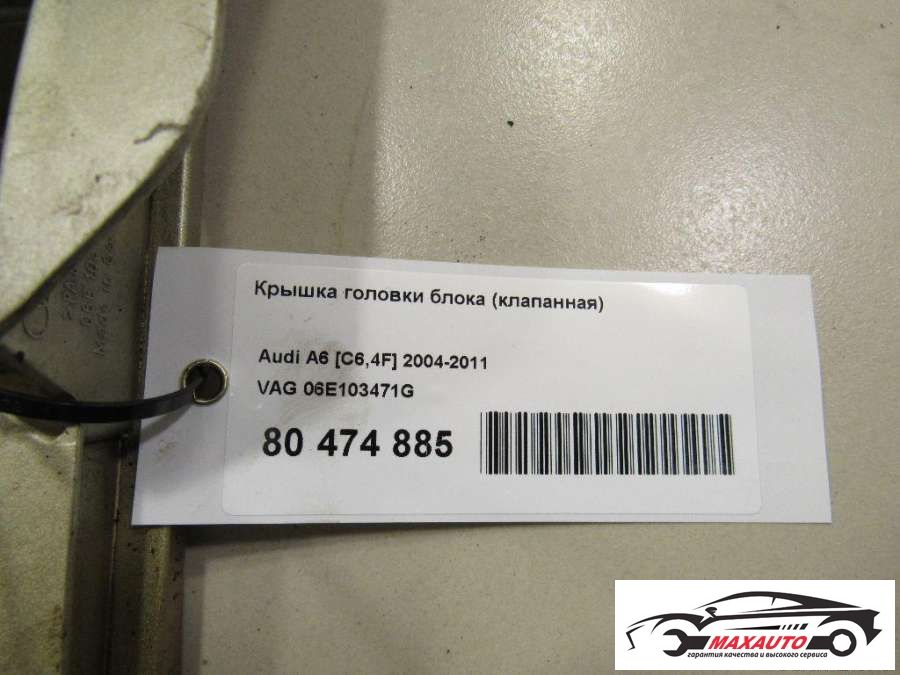 Крышка головки блока (клапанная)
Audi A6 [C6,4F] 2004-2011
VAG 06E103471G
80 474 885
MAXAUTO
гарантия качества и высокого сервиса